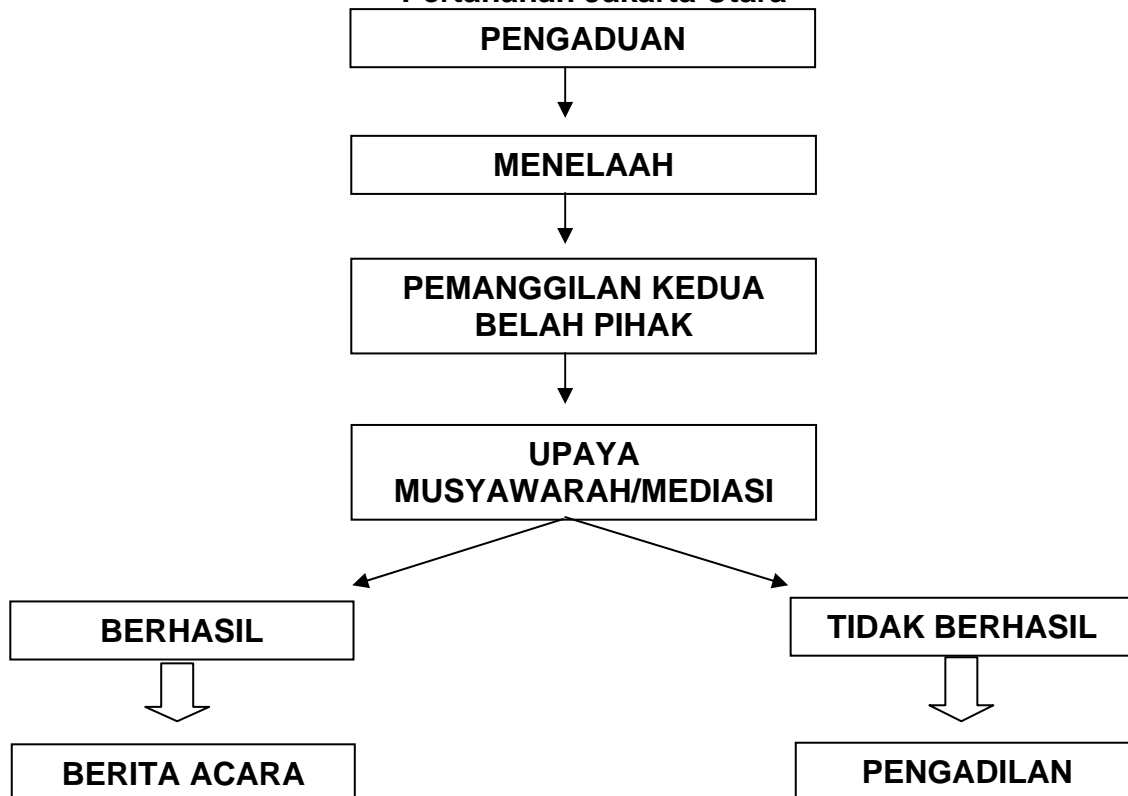 Pertanahan Jakarta Utara
PENGADUAN
MENELAAH
PEMANGGILAN KEDUA
BELAH PIHAK
UPAYA
MUSYAWARAH/MEDIASI
BERHASIL
TIDAK BERHASIL
BERITA ACARA
PENGADILAN